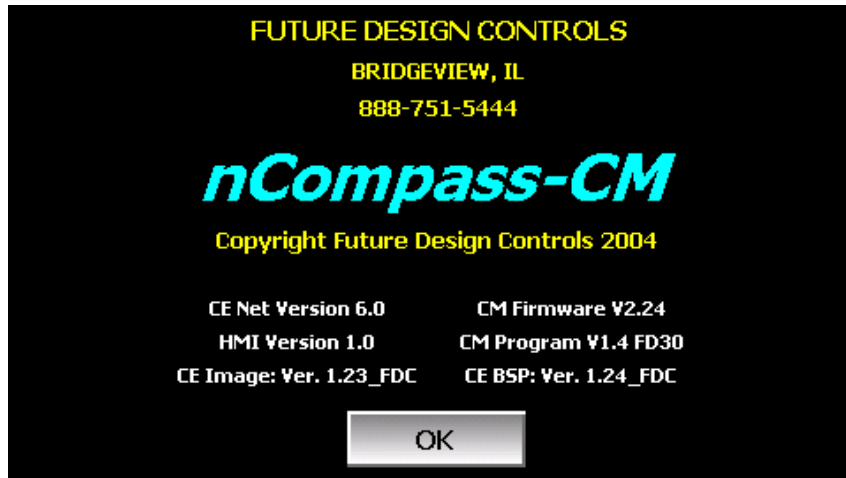 FUTURE DESIGN CONTROLS
BRIDGEVIEW, IL
888-751-5444
nCompass-CM
Copyright Future Design Controls 2004
CE Net Version 6.0 CM Firmware V2.24
HMI Version 1.0 CM Program V1.4 FD30
CE Image: Ver. 1.23_FDC CE BSP: Ver. 1.24_FDC
OK